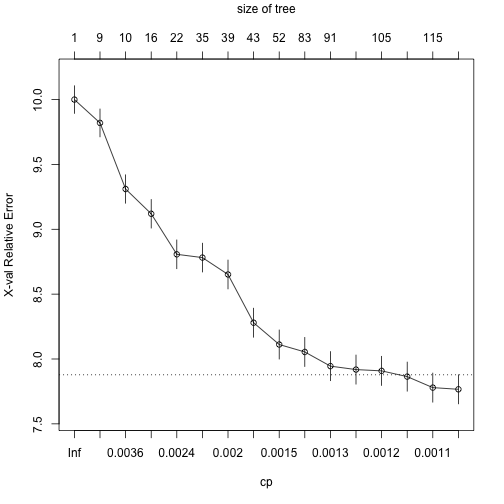 size of tree
1 9 10 16 22 35 39 43 52 83 91 105 115
X-val Relative Error
10.0
9.5
9.0
8.5
8.0
7.5
Inf 0.0036 0.0024 0.002 0.0015 0.0013 0.0012 0.0011
cp